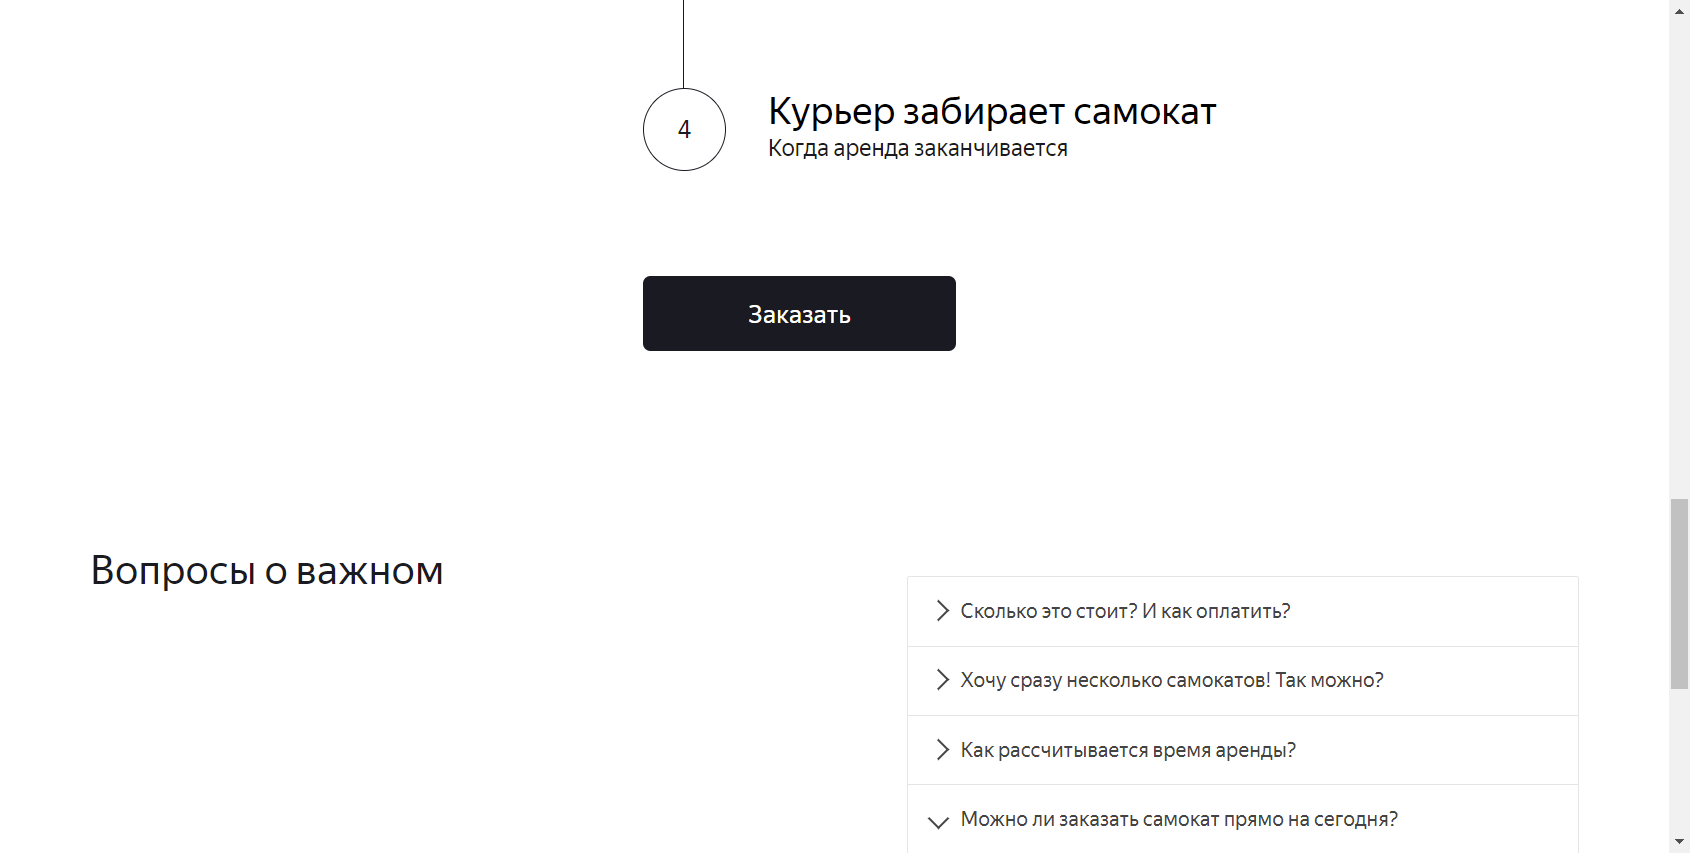 4
Курьер забирает самокат
Когда аренда заканчивается
Заказать
Вопросы о важном
Сколько это стоит? И как оплатить?
Хочу сразу несколько самокатов! Так можно?
Как рассчитывается время аренды?
Можно ли заказать самокат прямо на сегодня?